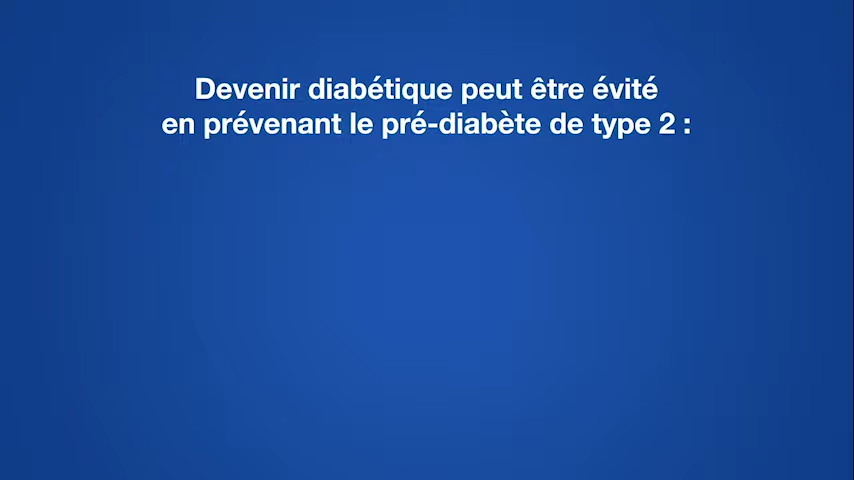 Devenir diabétique peut être évité
en prévenant le pré-diabète de type 2 :